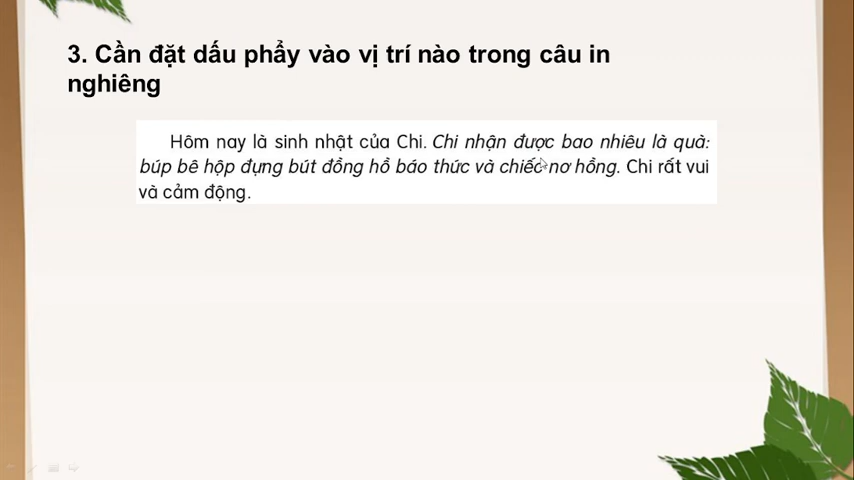 3. Cần đặt dấu phẩy vào vị trí nào trong câu in
nghiêng
Hôm nay là sinh nhật của Chi. Chi nhận được bao nhiêu là quà:
búp bê hộp đựng bút đồng hồ báo thức và chiếc nơ hồng. Chi rất vui
và cảm động.